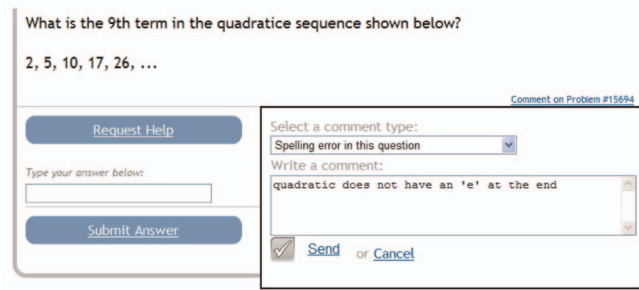 What is the 9th term in the quadratice sequence shown below?
2, 5, 10, 17, 26, ...
Comment on Problem #15694
Request Help
Type your answer below:
Submit Answer
Select a comment type:
Spelling error in this question
Write a comment:
quadratic does not have an 'e' at the end
Send or Cancel